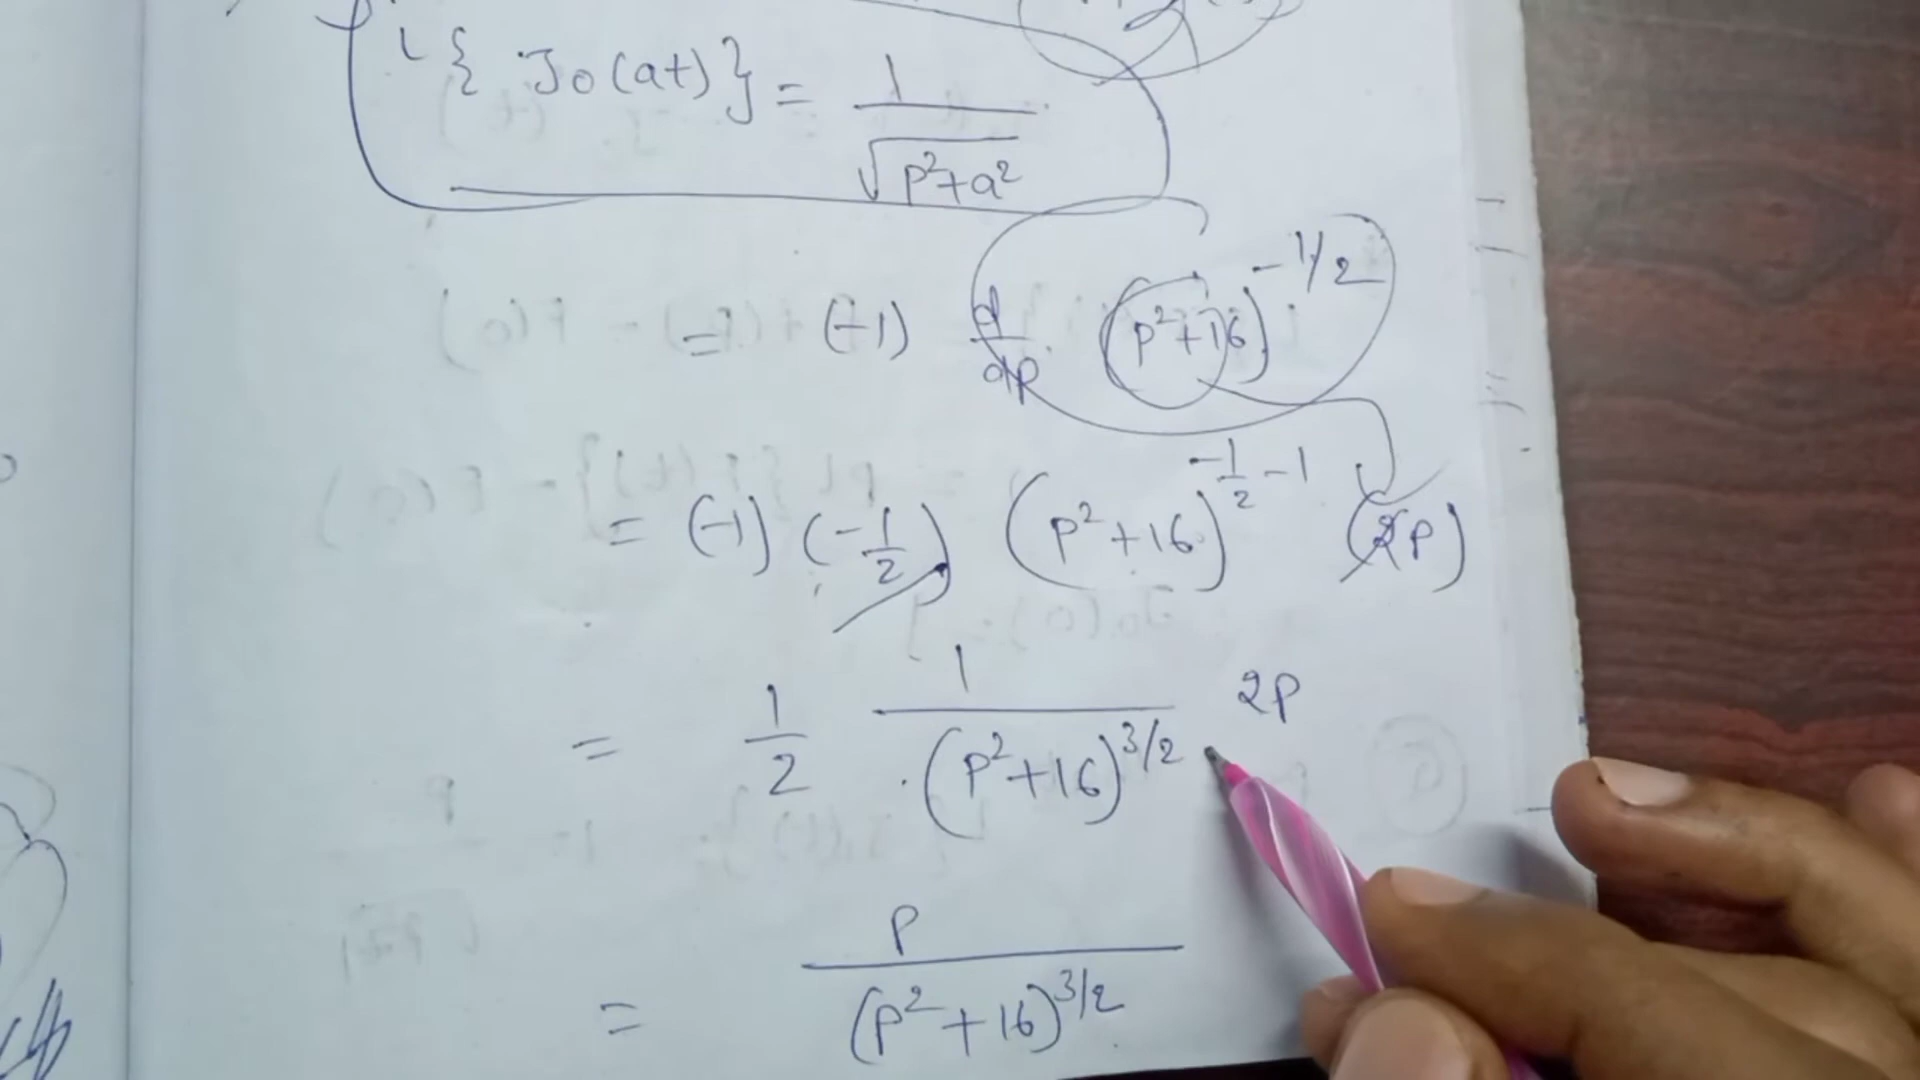 L{ J0(at)} = 1/√(p²+a²)
= (-1) d/dp (p²+16)^(-1/2)
= (-1) (-1/2) (p²+16)^(-1/2 - 1) (2p)
= 1/2 1/(p²+16)^(3/2) 2p
= p/(p²+16)^(3/2)